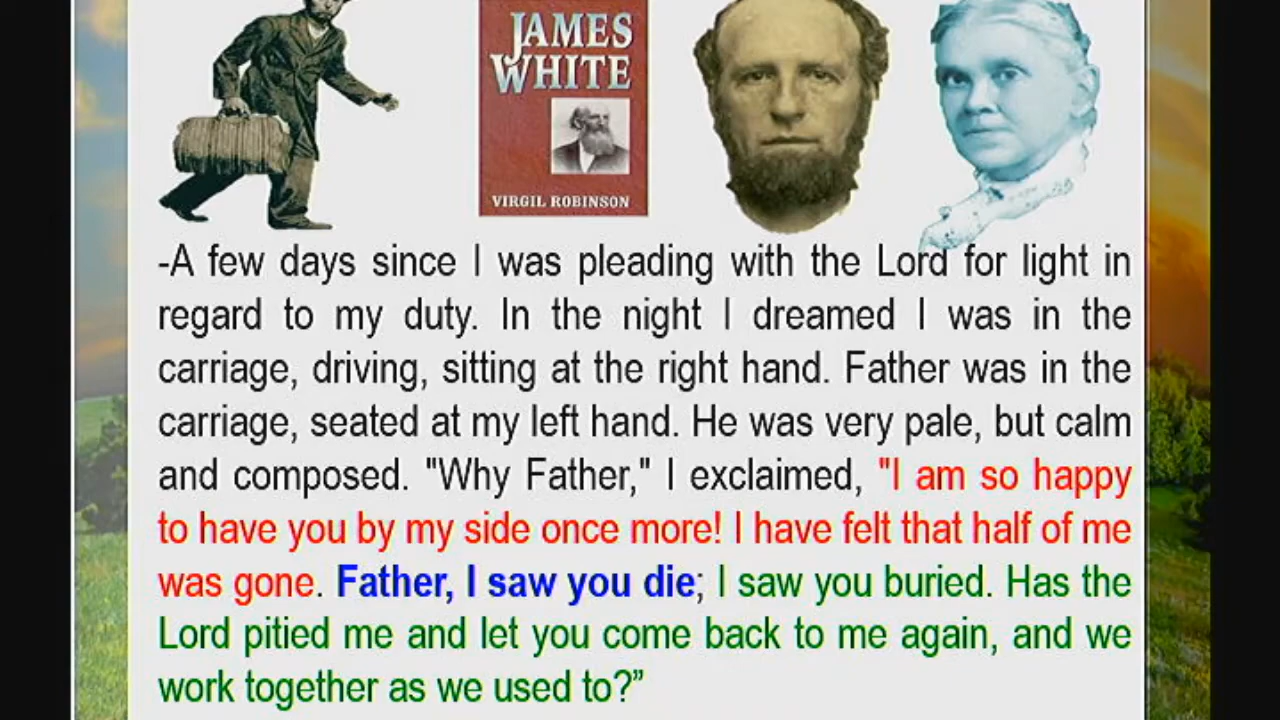 JAMES
WHITE
VIRGIL ROBINSON
-A few days since I was pleading with the Lord for light in
regard to my duty. In the night I dreamed I was in the
carriage, driving, sitting at the right hand. Father was in the
carriage, seated at my left hand. He was very pale, but calm
and composed. "Why Father," I exclaimed, "I am so happy
to have you by my side once more! I have felt that half of me
was gone. Father, I saw you die; I saw you buried. Has the
Lord pitied me and let you come back to me again, and we
work together as we used to?”